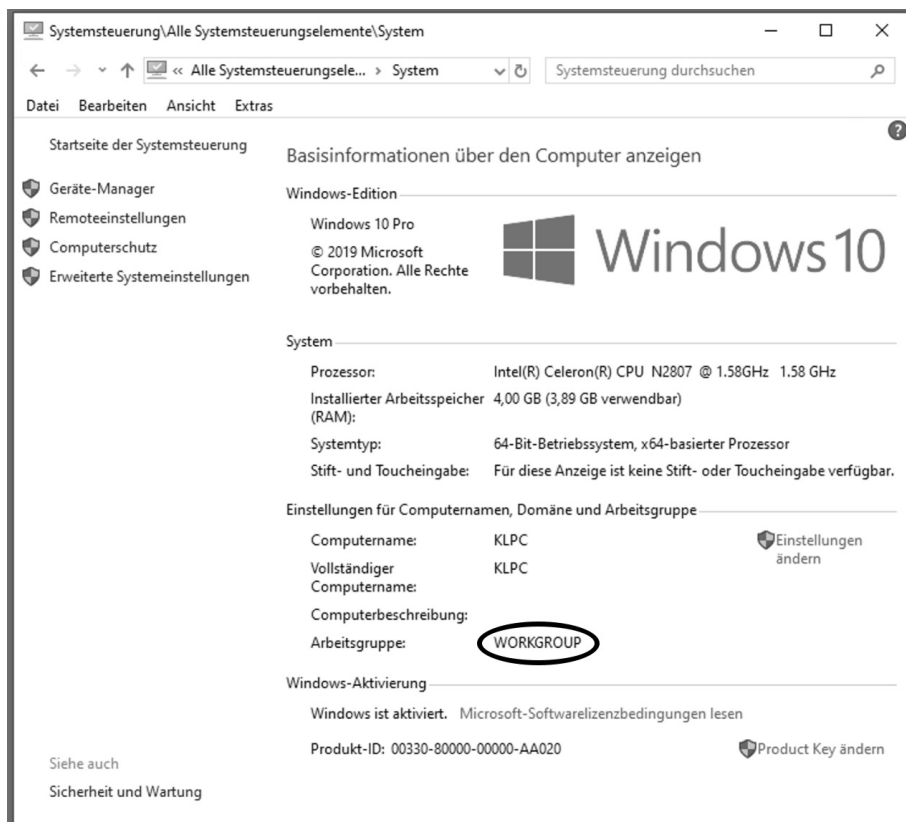 Systemsteuerung\Alle Systemsteuerungselemente\System
« Alle Systemsteuerungsele... › System
Systemsteuerung durchsuchen
Datei Bearbeiten Ansicht Extras
?
Startseite der Systemsteuerung
Geräte-Manager
Remoteeinstellungen
Computerschutz
Erweiterte Systemeinstellungen
Basisinformationen über den Computer anzeigen
Windows-Edition
Windows 10 Pro
© 2019 Microsoft
Corporation. Alle Rechte
vorbehalten.
Windows 10
System
Prozessor: Intel(R) Celeron(R) CPU N2807 @ 1.58GHz 1.58 GHz
Installierter Arbeitsspeicher 4,00 GB (3,89 GB verwendbar)
(RAM):
Systemtyp: 64-Bit-Betriebssystem, x64-basierter Prozessor
Stift- und Toucheingabe: Für diese Anzeige ist keine Stift- oder Toucheingabe verfügbar.
Einstellungen für Computernamen, Domäne und Arbeitsgruppe
Computername: KLPC
Einstellungen
ändern
Vollständiger KLPC
Computername:
Computerbeschreibung:
Arbeitsgruppe: WORKGROUP
Windows-Aktivierung
Windows ist aktiviert. Microsoft-Softwarelizenzbedingungen lesen
Produkt-ID: 00330-80000-00000-AA020
Product Key ändern
Siehe auch
Sicherheit und Wartung